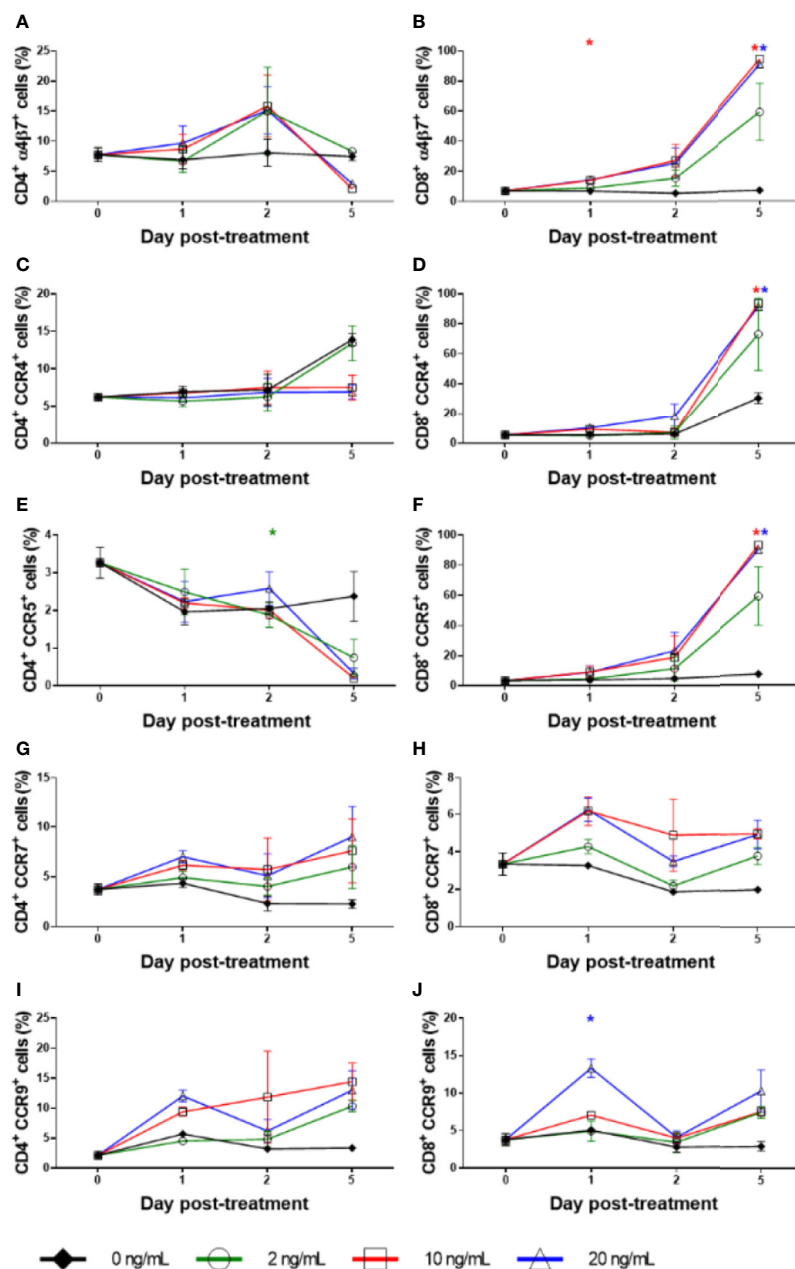 A
B
CD4⁺ α4β7⁺ cells (%)
25
20
15
10
5
0
0 1 2 5
Day post-treatment
CD8⁺ α4β7⁺ cells (%)
* **
100
80
60
40
20
0
0 1 2 5
Day post-treatment
C
D
CD4⁺ CCR4⁺ cells (%)
20
15
10
5
0
0 1 2 5
Day post-treatment
CD8⁺ CCR4⁺ cells (%)
**
100
80
60
40
20
0
0 1 2 5
Day post-treatment
E
F
CD4⁺ CCR5⁺ cells (%)
*
4
3
2
1
0
0 1 2 5
Day post-treatment
CD8⁺ CCR5⁺ cells (%)
**
100
80
60
40
20
0
0 1 2 5
Day post-treatment
G
H
CD4⁺ CCR7⁺ cells (%)
15
10
5
0
0 1 2 5
Day post-treatment
CD8⁺ CCR7⁺ cells (%)
8
6
4
2
0
0 1 2 5
Day post-treatment
I
J
CD4⁺ CCR9⁺ cells (%)
25
20
15
10
5
0
0 1 2 5
Day post-treatment
CD8⁺ CCR9⁺ cells (%)
*
20
15
10
5
0
0 1 2 5
Day post-treatment
0 ng/mL 2 ng/mL 10 ng/mL 20 ng/mL